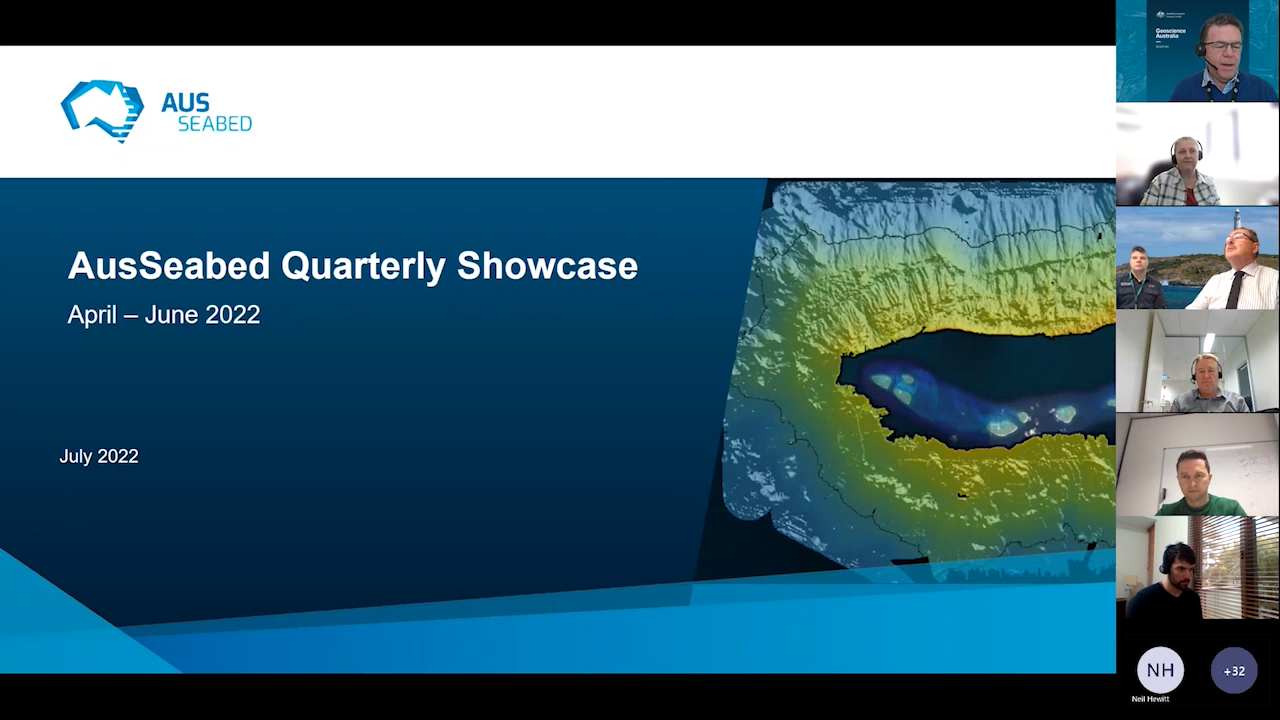 AUS
SEABED
AusSeabed Quarterly Showcase
April – June 2022
July 2022
Geoscience
Australia
NH
Neil Hewitt
+32